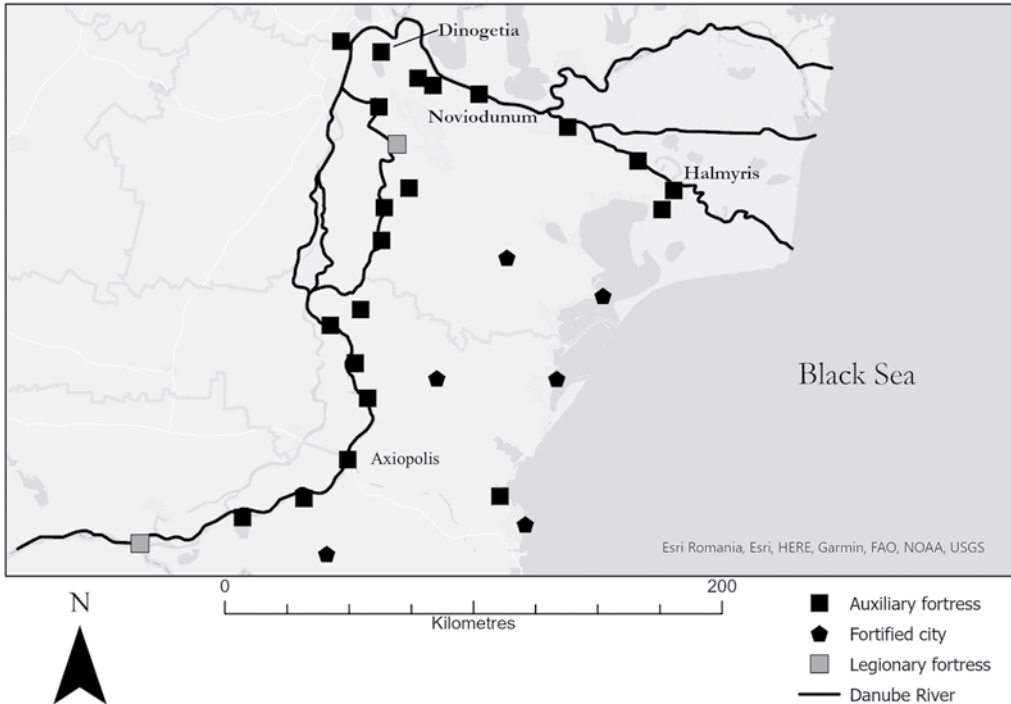 Dinogetia
Noviodunum
Halmyris
Black Sea
Axiopolis
Esri Romania, Esri, HERE, Garmin, FAO, NOAA, USGS
0
200
Kilometres
N
Auxiliary fortress
Fortified city
Legionary fortress
Danube River